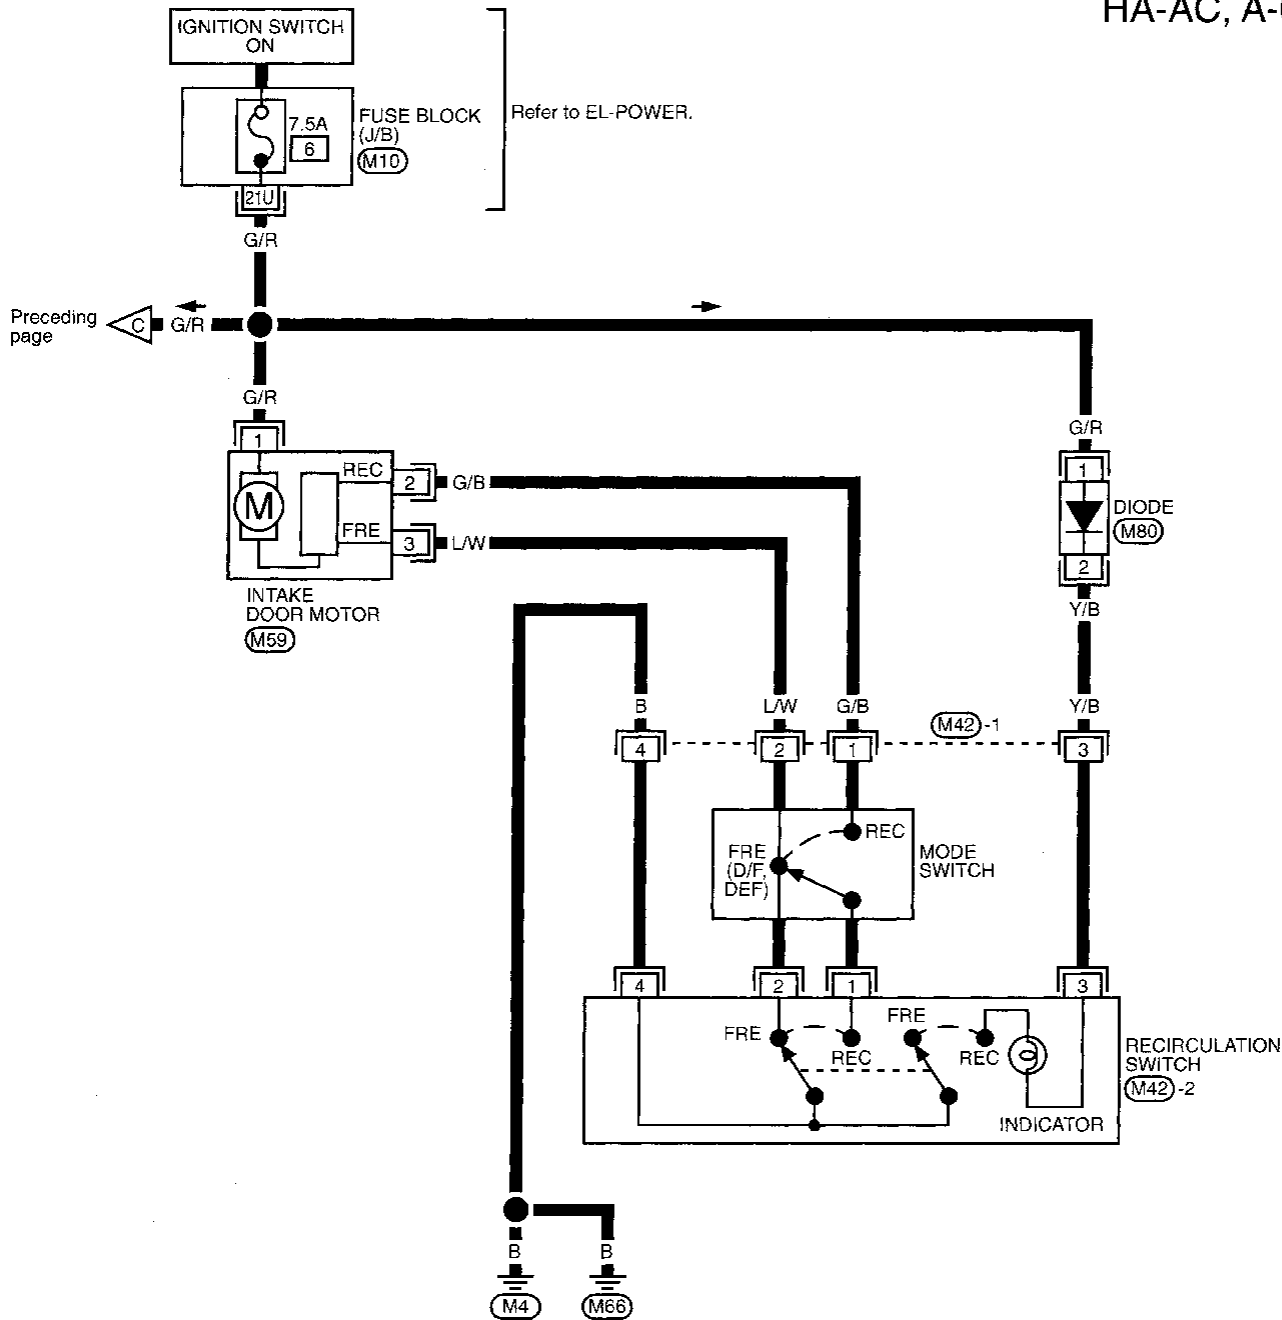 HA-AC, A-
IGNITION SWITCH
ON
7.5A
6
FUSE BLOCK
(J/B)
M10
Refer to EL-POWER.
21U
G/R
Preceding
page
C
G/R
G/R
G/R
1
1
REC
2
G/B
M
DIODE
M80
FRE
3
L/W
2
INTAKE
DOOR MOTOR
M59
Y/B
B
L/W
G/B
Y/B
M42 -1
4
2
1
3
REC
FRE
(D/F,
DEF)
MODE
SWITCH
4
2
1
3
FRE
REC
FRE
REC
RECIRCULATION
SWITCH
M42 -2
INDICATOR
B
B
M4
M66